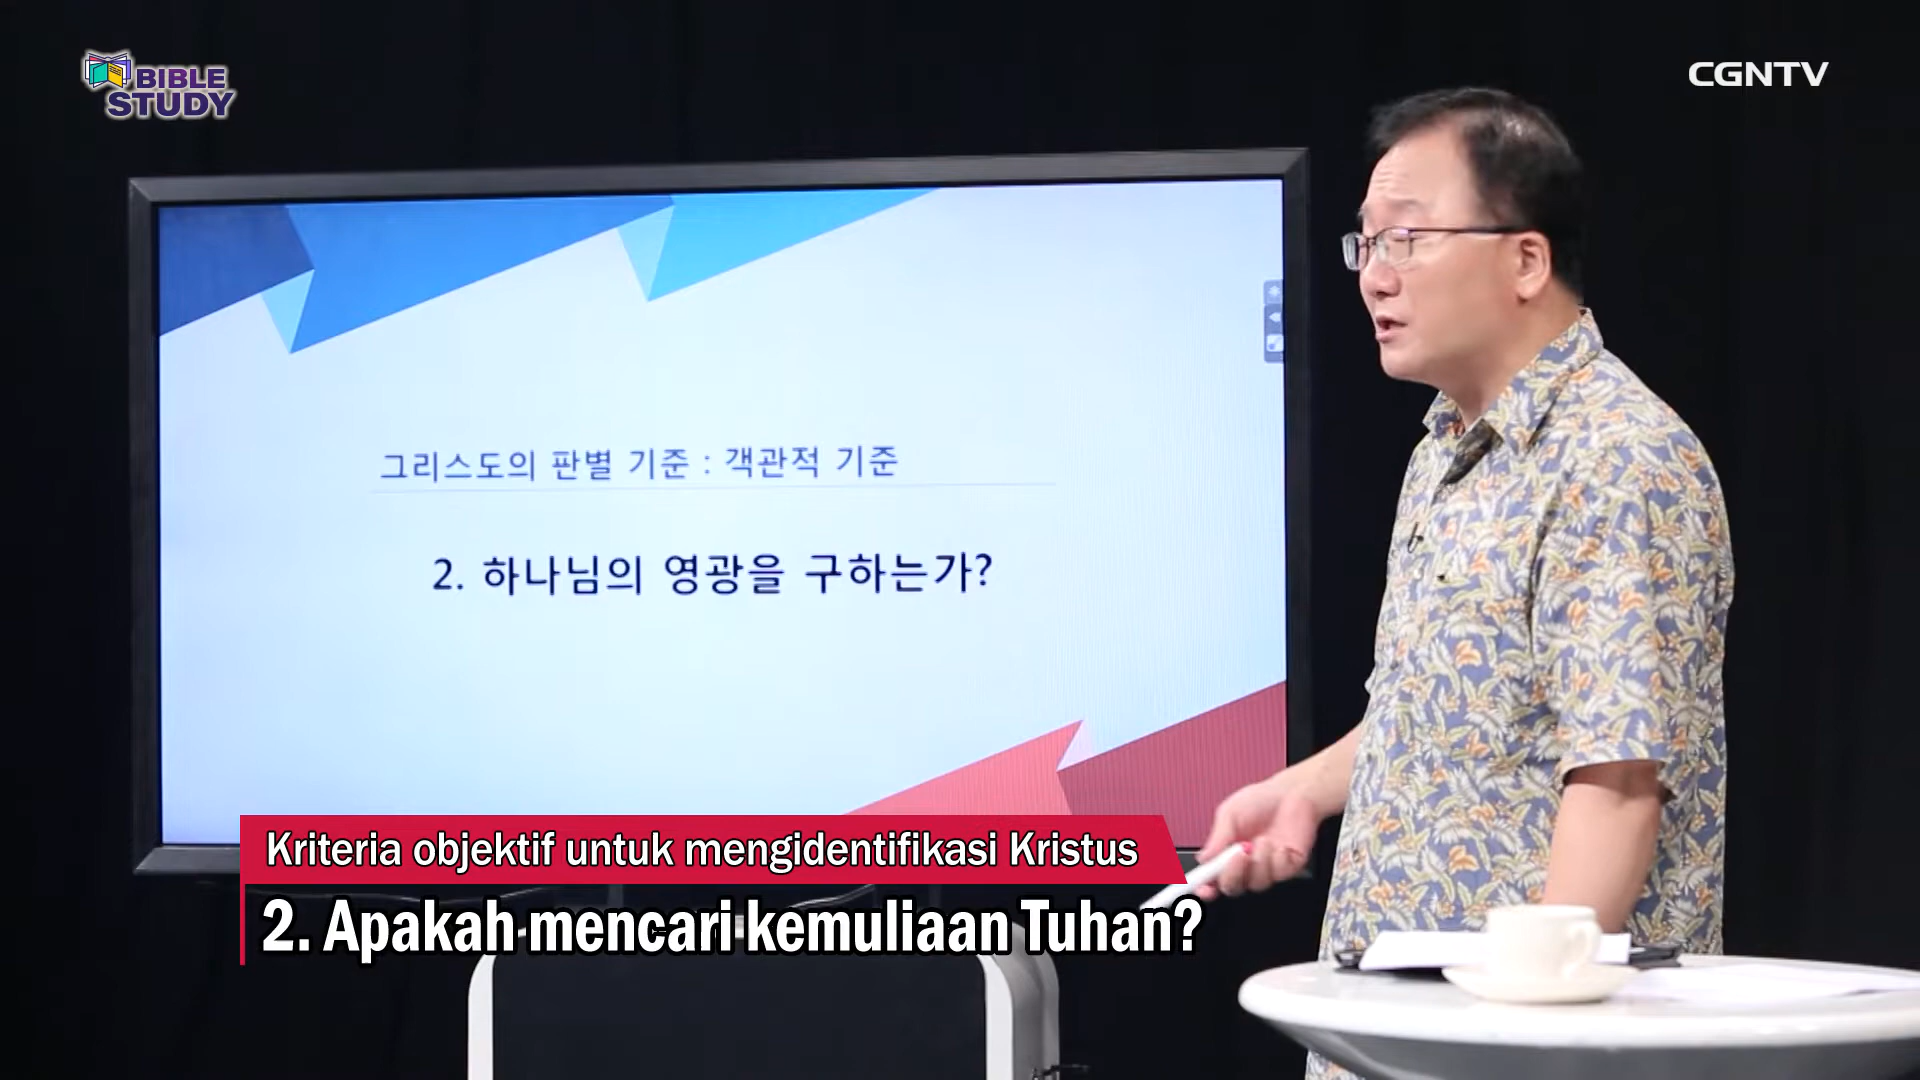 BIBLE
STUDY
CGNTV
그리스도의 판별 기준 : 객관적 기준
2. 하나님의 영광을 구하는가?
Kriteria objektif untuk mengidentifikasi Kristus
2. Apakah mencari kemuliaan Tuhan?